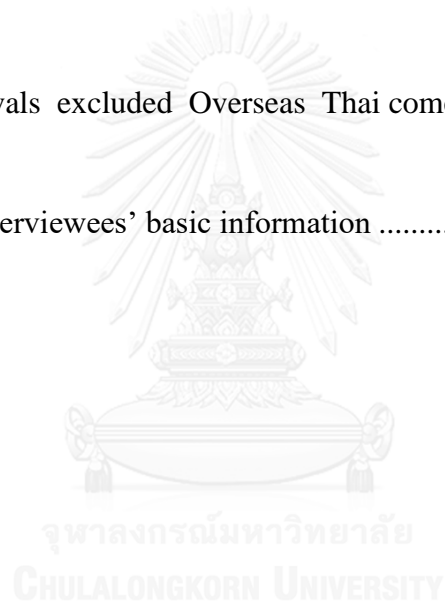 vals excluded Overseas Thai com
erviewees’ basic information .........
จุฬาลงกรณ์มหาวิทยาลัย
CHULALONGKORN UNIVERSITY